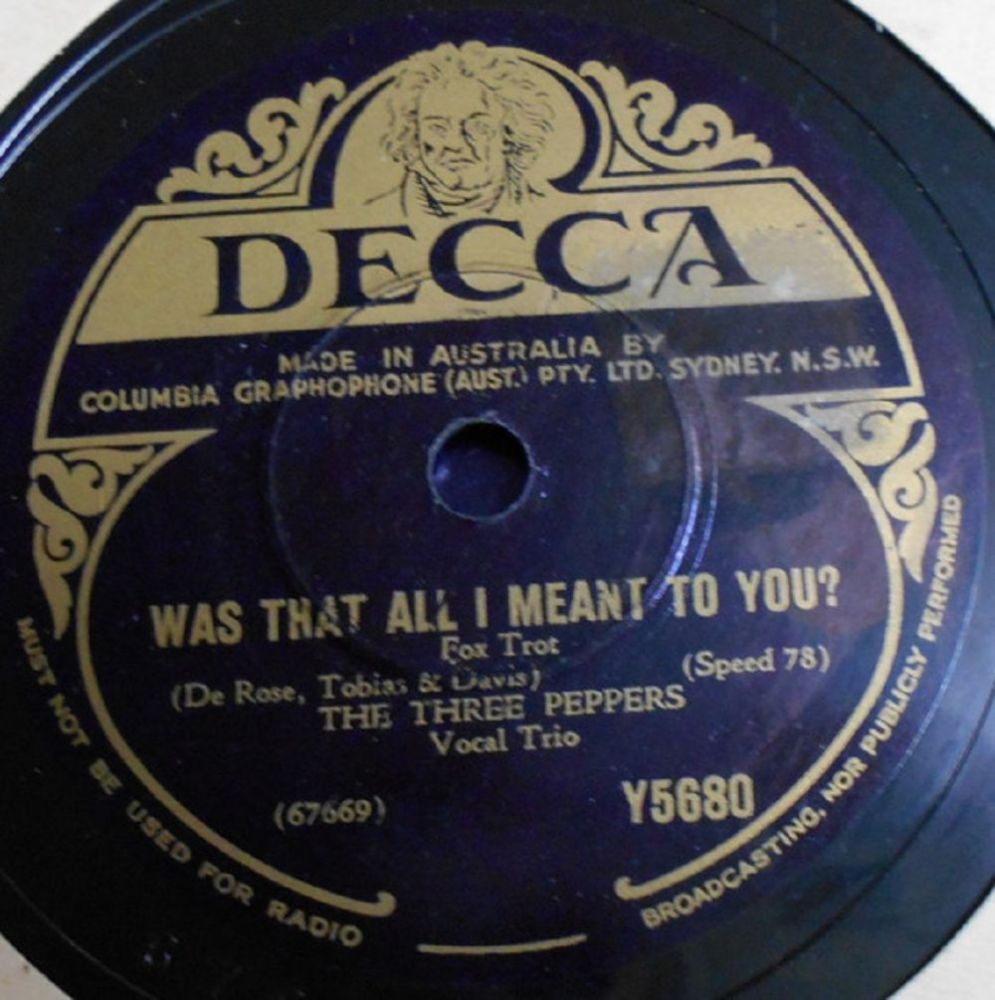 DECCA
MADE IN AUSTRALIA BY
COLUMBIA GRAPHOPHONE (AUST.) PTY. LTD. SYDNEY. N.S.W.
WAS THAT ALL I MEANT TO YOU?
Fox Trot
(Speed 78)
(De Rose, Tobias & Davis)
THE THREE PEPPERS
Vocal Trio
(67669)
Y5680
MUST NOT BE USED FOR RADIO
BROADCASTING, NOR PUBLICLY PERFORMED